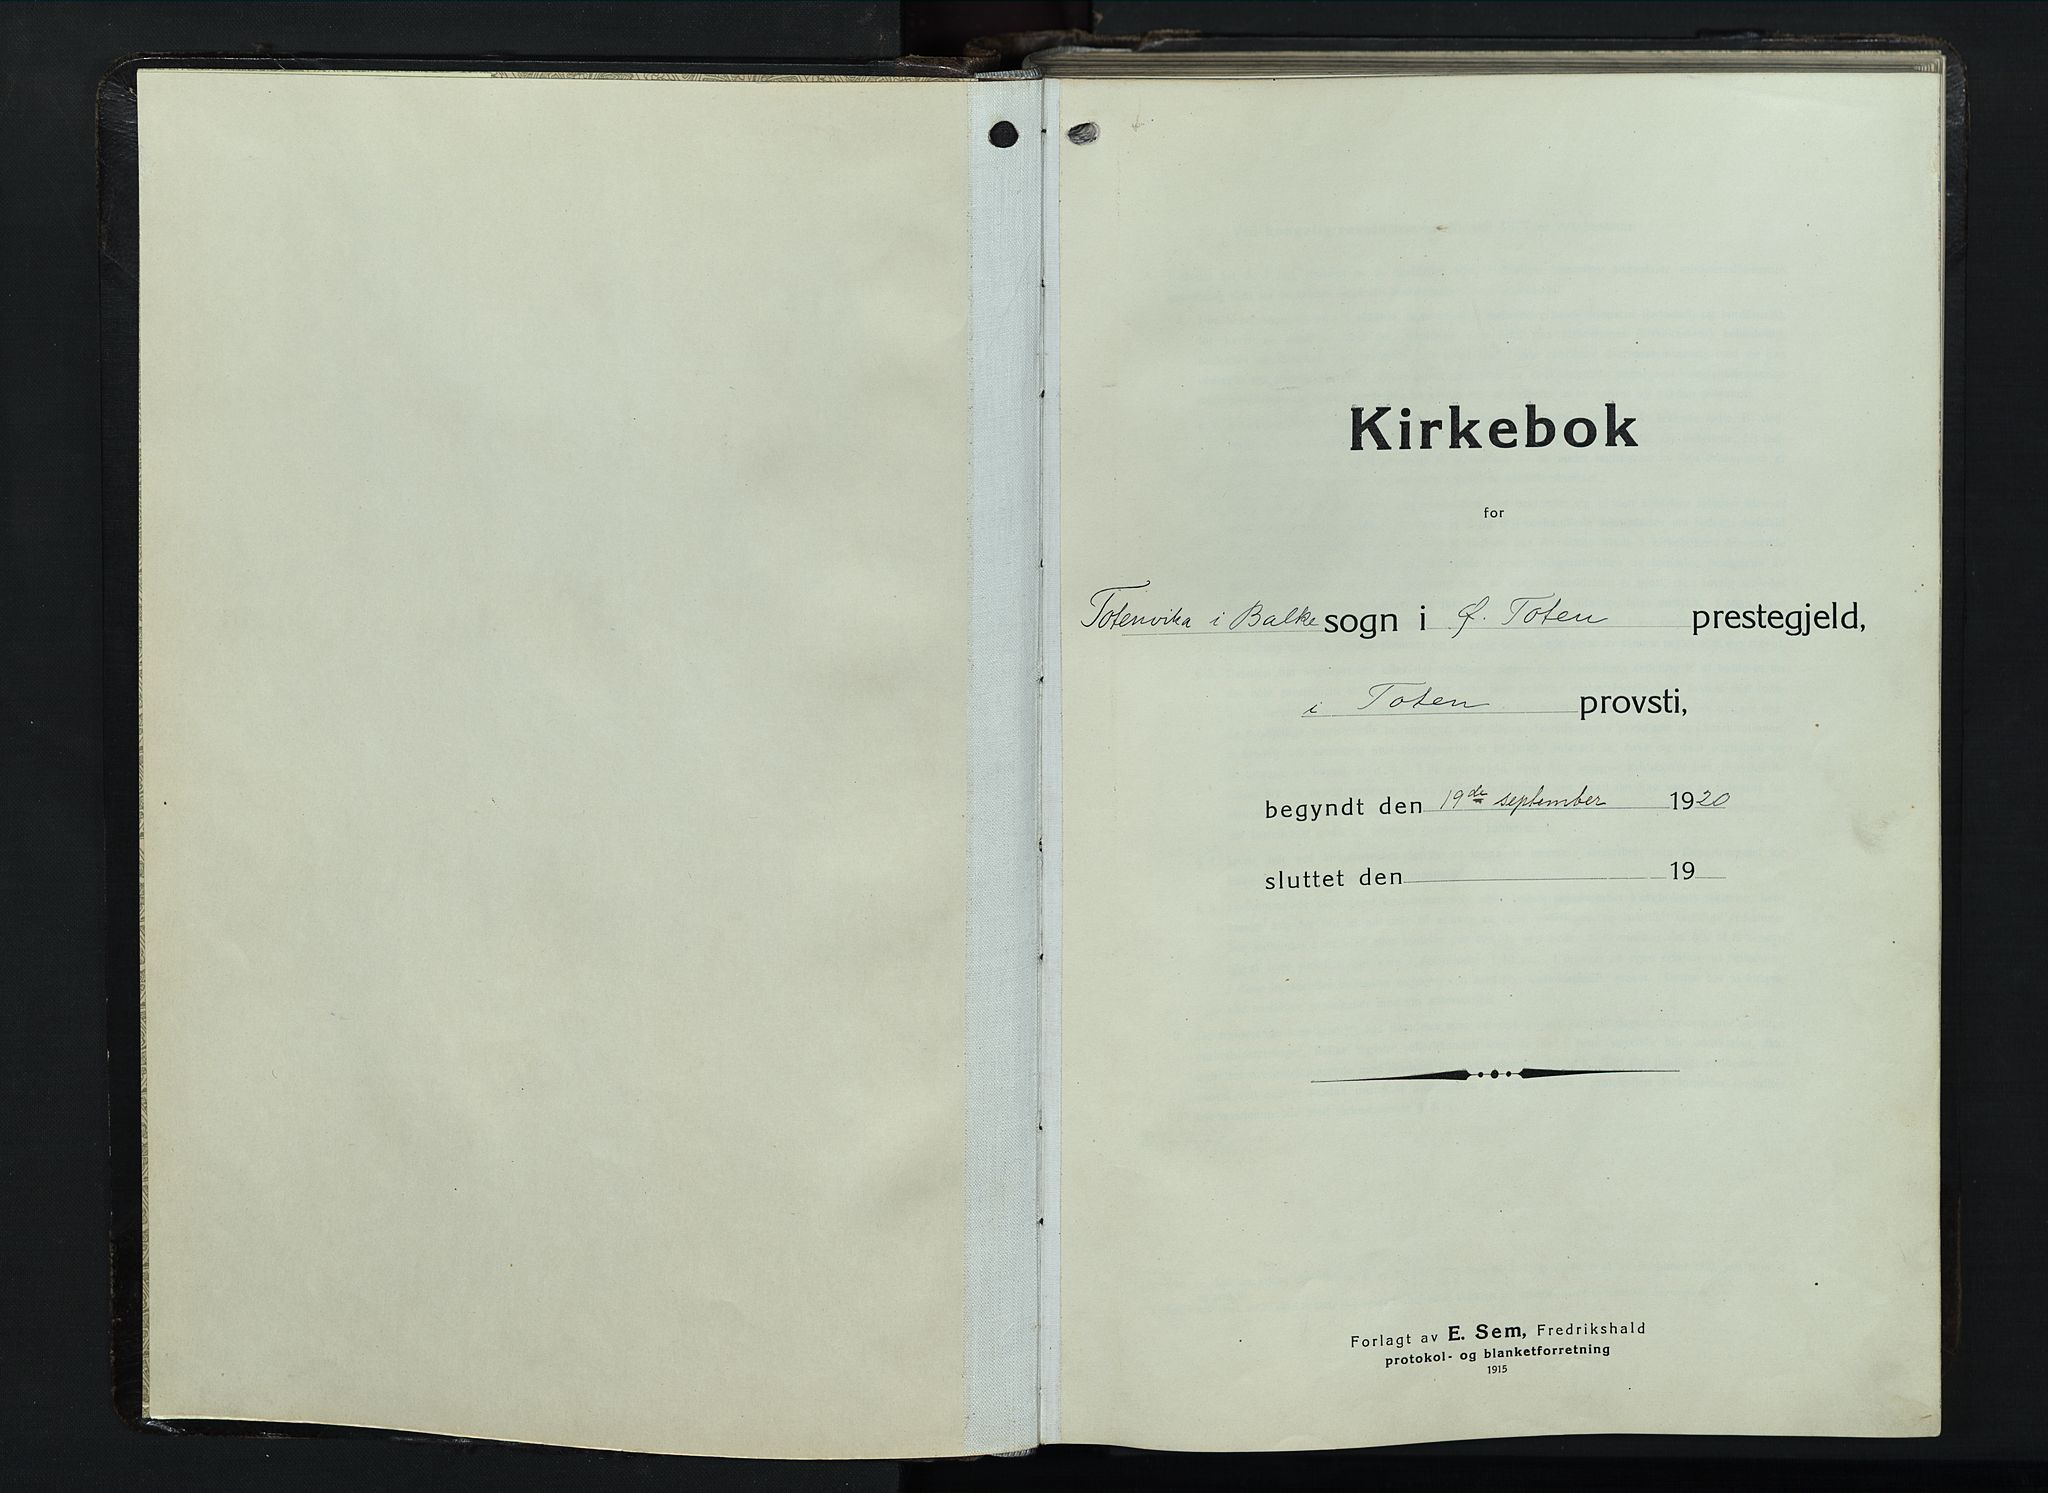 Kirkebok
for
Totenvika i Balke sogn i Ø. Toten prestegjeld,
i Toten provsti,
begyndt den 19de september 1920
sluttet den 19
Forlagt av E. Sem, Fredrikshald
protokol- og blanketforretning
1915